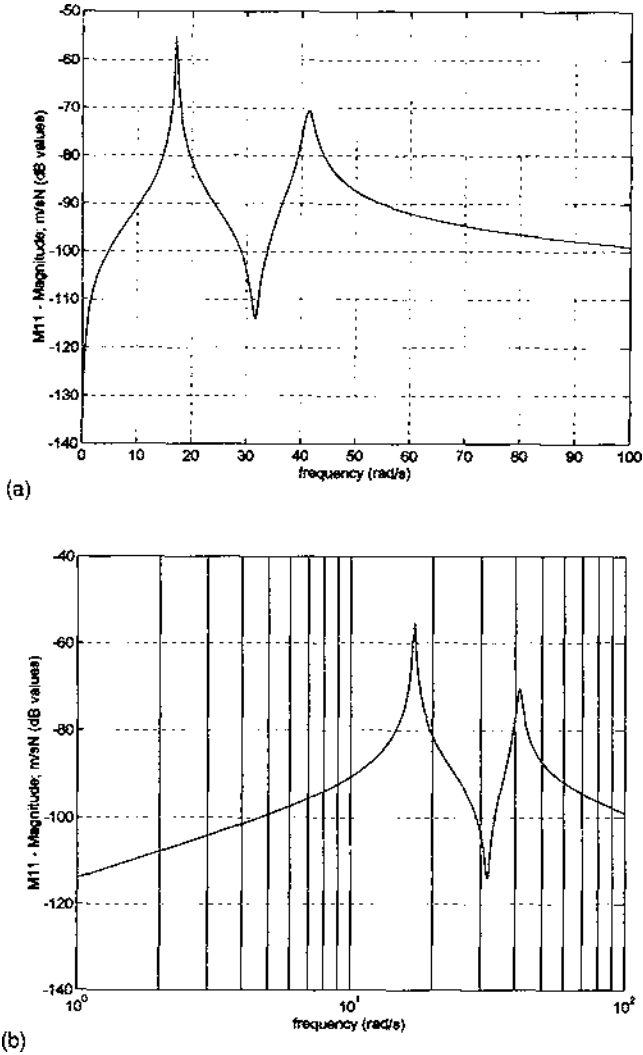 -50
-60
-70
-80
-90
-100
-110
-120
-130
-140
M11 - Magnitude; m/sN (dB values)
0 10 20 30 40 50 60 70 80 90 100
frequency (rad/s)
(a)
-40
-60
-80
-100
-120
-140
M11 - Magnitude; m/sN (dB values)
10⁰ 10¹ 10²
frequency (rad/s)
(b)